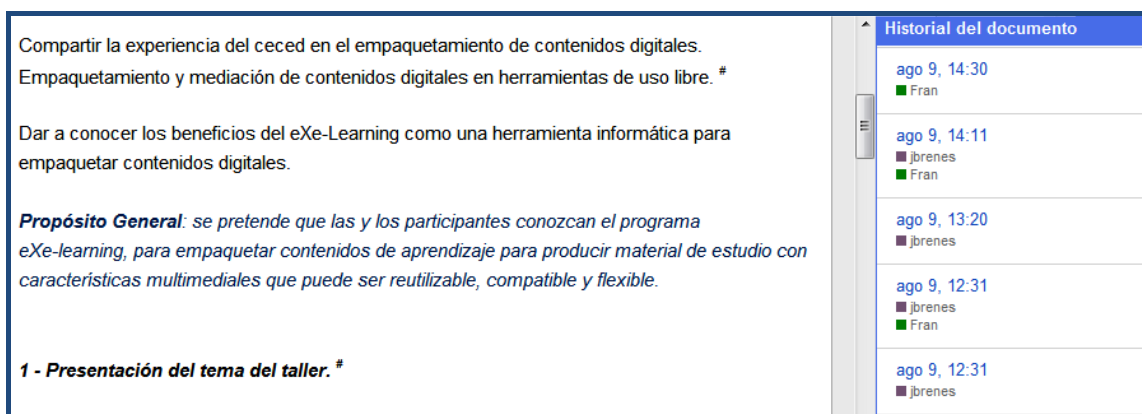 Compartir la experiencia del ceced en el empaquetamiento de contenidos digitales.
Empaquetamiento y mediación de contenidos digitales en herramientas de uso libre. #
Dar a conocer los beneficios del eXe-Learning como una herramienta informática para
empaquetar contenidos digitales.
Propósito General: se pretende que las y los participantes conozcan el programa
eXe-learning, para empaquetar contenidos de aprendizaje para producir material de estudio con
características multimediales que puede ser reutilizable, compatible y flexible.
1 - Presentación del tema del taller. #
Historial del documento
ago 9, 14:30
Fran
ago 9, 14:11
jbrenes
Fran
ago 9, 13:20
jbrenes
ago 9, 12:31
jbrenes
Fran
ago 9, 12:31
jbrenes